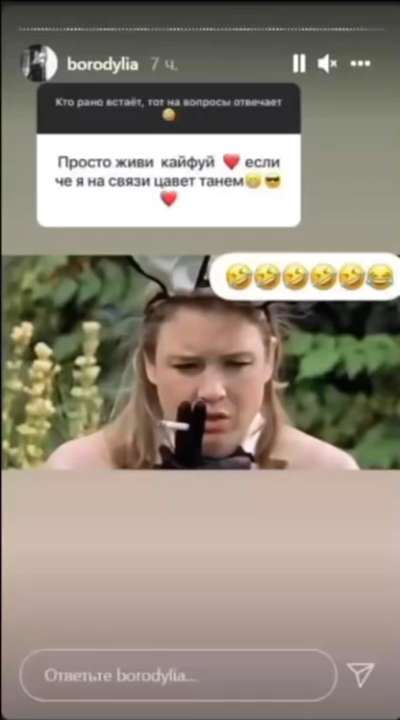 borodylia 7 ч.
Кто рано встаёт, тот на вопросы отвечает
🤪
Просто живи кайфуй ❤️ если
че я на связи цавет танем😁😎
❤️
🤣🤣🤣🤣🤣😂
Ответьте borodylia...